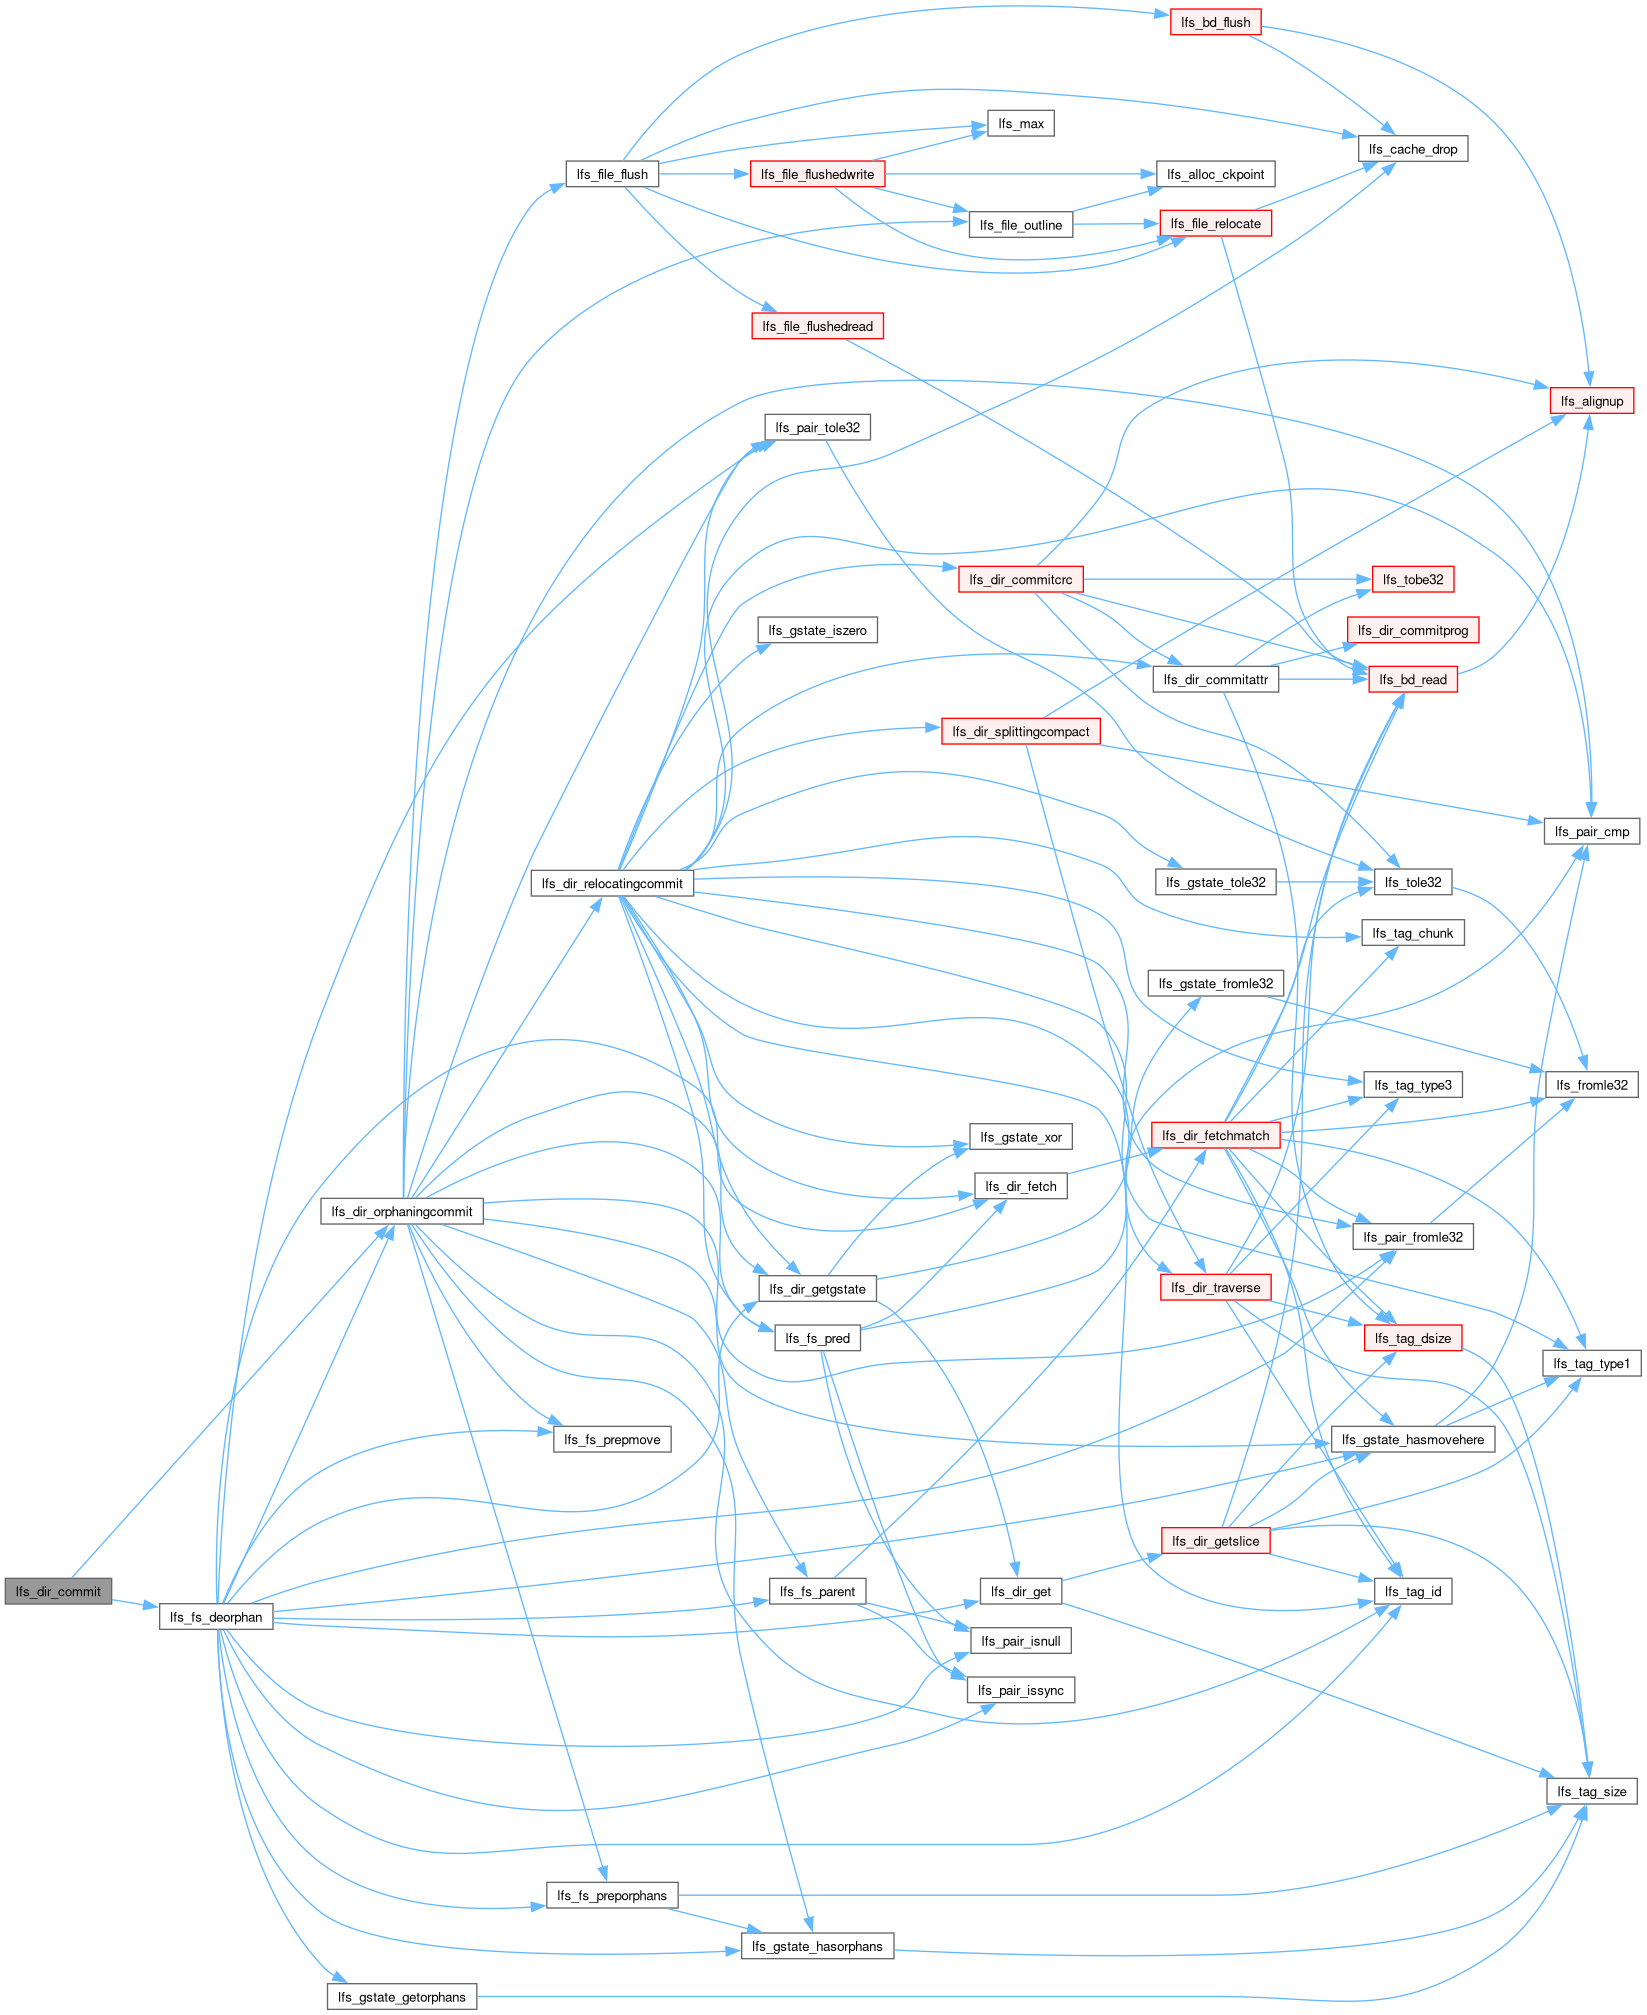 lfs_bd_flush
lfs_max
lfs_cache_drop
lfs_file_flush
lfs_file_flushedwrite
lfs_alloc_ckpoint
lfs_file_outline
lfs_file_relocate
lfs_file_flushedread
lfs_alignup
lfs_pair_tole32
lfs_dir_commitcrc
lfs_tobe32
lfs_gstate_iszero
lfs_dir_commitprog
lfs_dir_commitattr
lfs_bd_read
lfs_dir_splittingcompact
lfs_pair_cmp
lfs_dir_relocatingcommit
lfs_gstate_tole32
lfs_tole32
lfs_tag_chunk
lfs_gstate_fromle32
lfs_tag_type3
lfs_fromle32
lfs_gstate_xor
lfs_dir_fetchmatch
lfs_dir_fetch
lfs_dir_orphaningcommit
lfs_pair_fromle32
lfs_dir_getgstate
lfs_dir_traverse
lfs_fs_pred
lfs_tag_dsize
lfs_tag_type1
lfs_fs_prepmove
lfs_gstate_hasmovehere
lfs_dir_getslice
lfs_dir_commit
lfs_fs_parent
lfs_dir_get
lfs_tag_id
lfs_fs_deorphan
lfs_pair_isnull
lfs_pair_issync
lfs_tag_size
lfs_fs_preporphans
lfs_gstate_hasorphans
lfs_gstate_getorphans